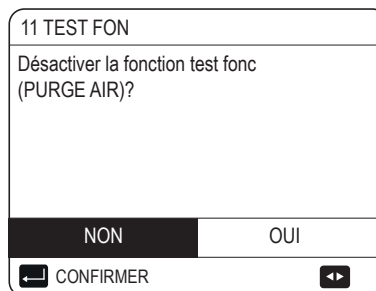 11 TEST FON
Désactiver la fonction test fonc
(PURGE AIR)?
NON OUI
CONFIRMER